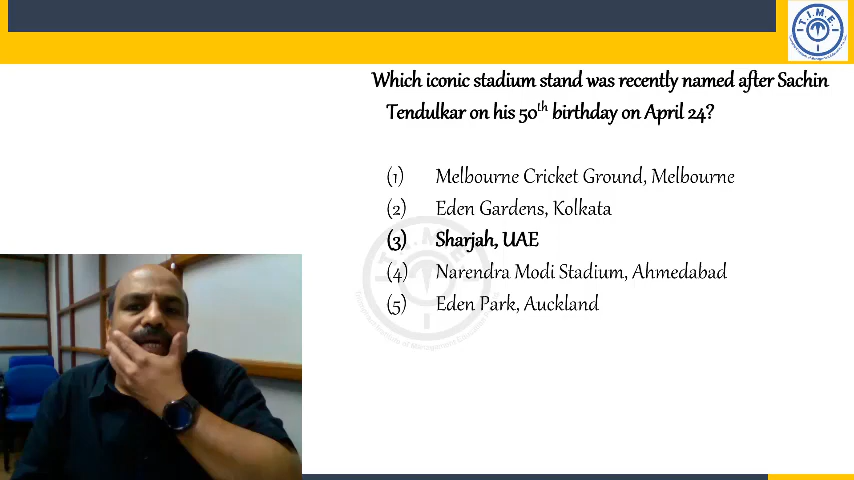 T.I.M.E.
Which iconic stadium stand was recently named after Sachin
Tendulkar on his 50th birthday on April 24?
(1) Melbourne Cricket Ground, Melbourne
(2) Eden Gardens, Kolkata
(3) Sharjah, UAE
(4) Narendra Modi Stadium, Ahmedabad
(5) Eden Park, Auckland